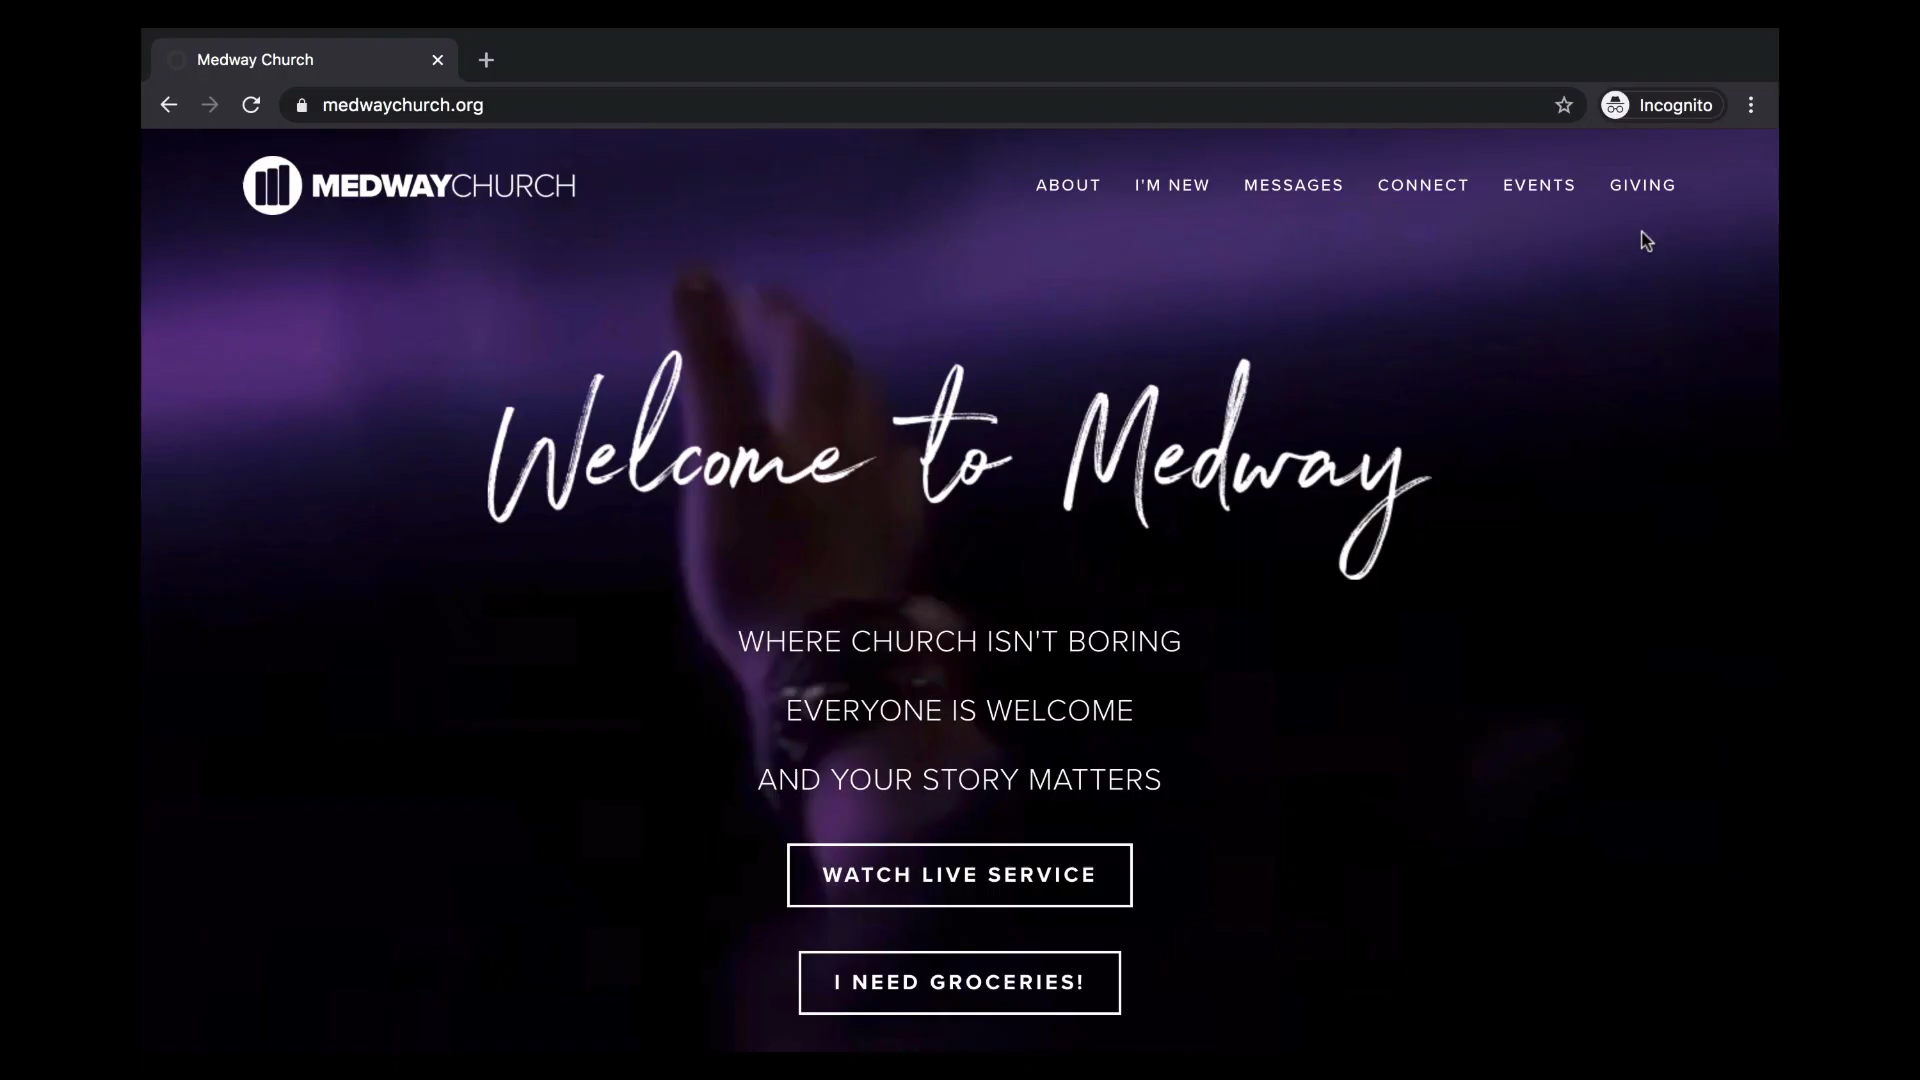 Medway Church
medwaychurch.org
Incognito
MEDWAYCHURCH
ABOUT I'M NEW MESSAGES CONNECT EVENTS GIVING
Welcome to Medway
WHERE CHURCH ISN'T BORING
EVERYONE IS WELCOME
AND YOUR STORY MATTERS
WATCH LIVE SERVICE
I NEED GROCERIES!